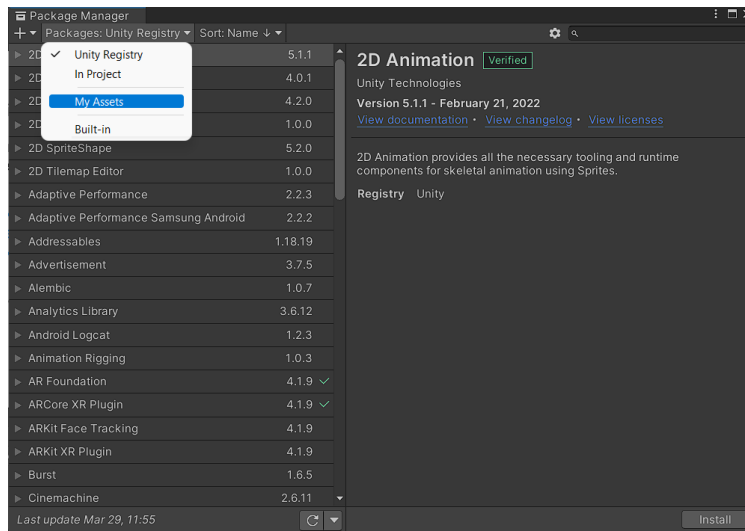 Package Manager
Packages: Unity Registry Sort: Name
Unity Registry
In Project
My Assets
Built-in
2D 5.1.1
2D 4.0.1
2D 4.2.0
2D 1.0.0
2D SpriteShape 5.2.0
2D Tilemap Editor 1.0.0
Adaptive Performance 2.2.3
Adaptive Performance Samsung Android 2.2.2
Addressables 1.18.19
Advertisement 3.7.5
Alembic 1.0.7
Analytics Library 3.6.12
Android Logcat 1.2.3
Animation Rigging 1.0.3
AR Foundation 4.1.9
ARCore XR Plugin 4.1.9
ARKit Face Tracking 4.1.9
ARKit XR Plugin 4.1.9
Burst 1.6.5
Cinemachine 2.6.11
Last update Mar 29, 11:55
2D Animation Verified
Unity Technologies
Version 5.1.1 - February 21, 2022
View documentation • View changelog • View licenses
2D Animation provides all the necessary tooling and runtime
components for skeletal animation using Sprites.
Registry Unity
Install